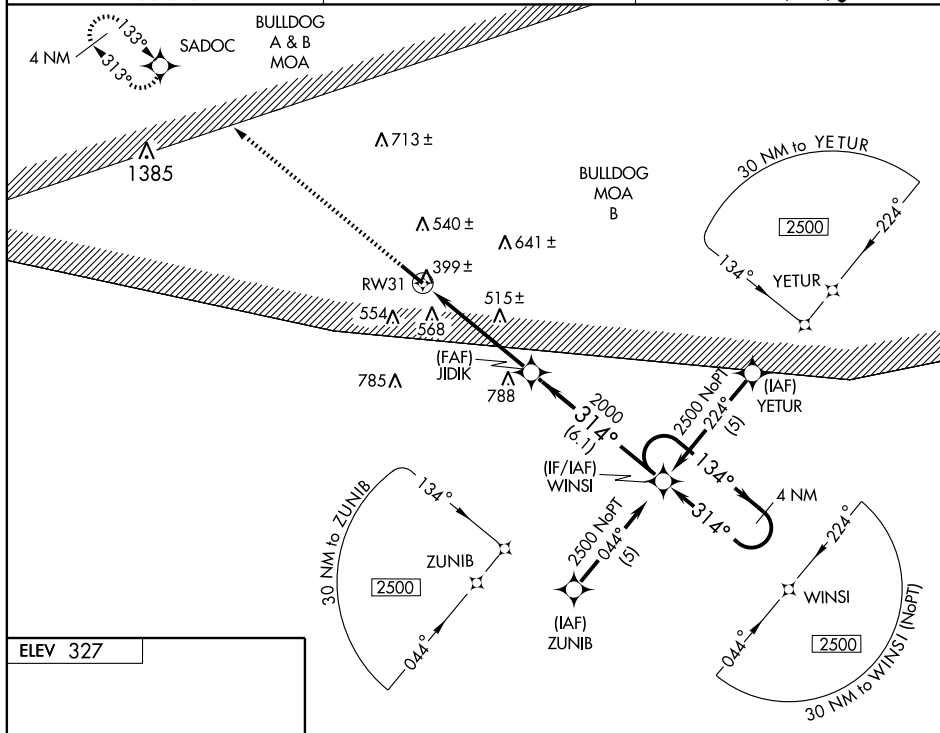 BULLDOG
A & B
MOA
SADOC
133°
4 NM
313°
1385
713 ±
BULLDOG
MOA
B
30 NM to YETUR
2500
224°
134°
YETUR
540 ±
641 ±
399 ±
RW31
554
568
515 ±
(FAF)
JIDIK
785
788
2000
314°
(6.1)
2500 NoPT
224°
(5)
(IAF)
YETUR
(IF/IAF)
WINSI
134°
314°
4 NM
2500 NoPT
044°
(5)
(IAF)
ZUNIB
30 NM to ZUNIB
134°
ZUNIB
2500
044°
224°
WINSI
2500
044°
30 NM to WINSI (NoPT)
ELEV 327